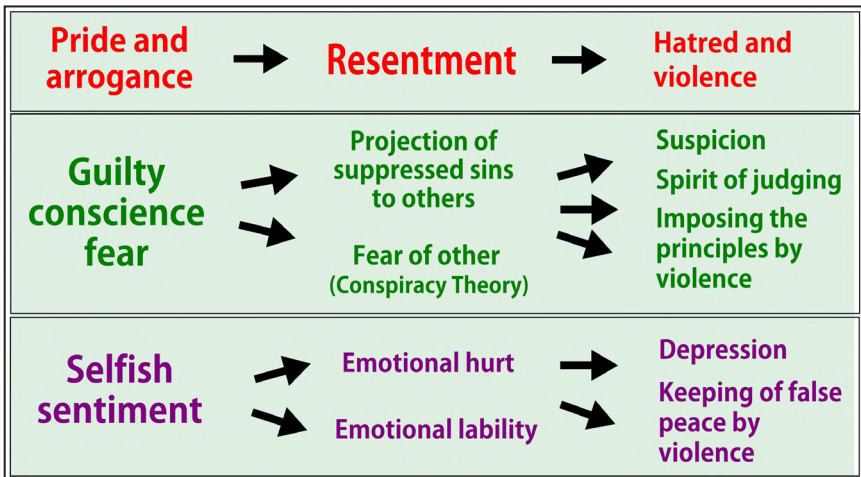 Pride and
arrogance
Resentment
Hatred and
violence
Guilty
conscience
fear
Projection of
suppressed sins
to others
Fear of other
(Conspiracy Theory)
Suspicion
Spirit of judging
Imposing the
principles by
violence
Selfish
sentiment
Emotional hurt
Emotional lability
Depression
Keeping of false
peace by
violence